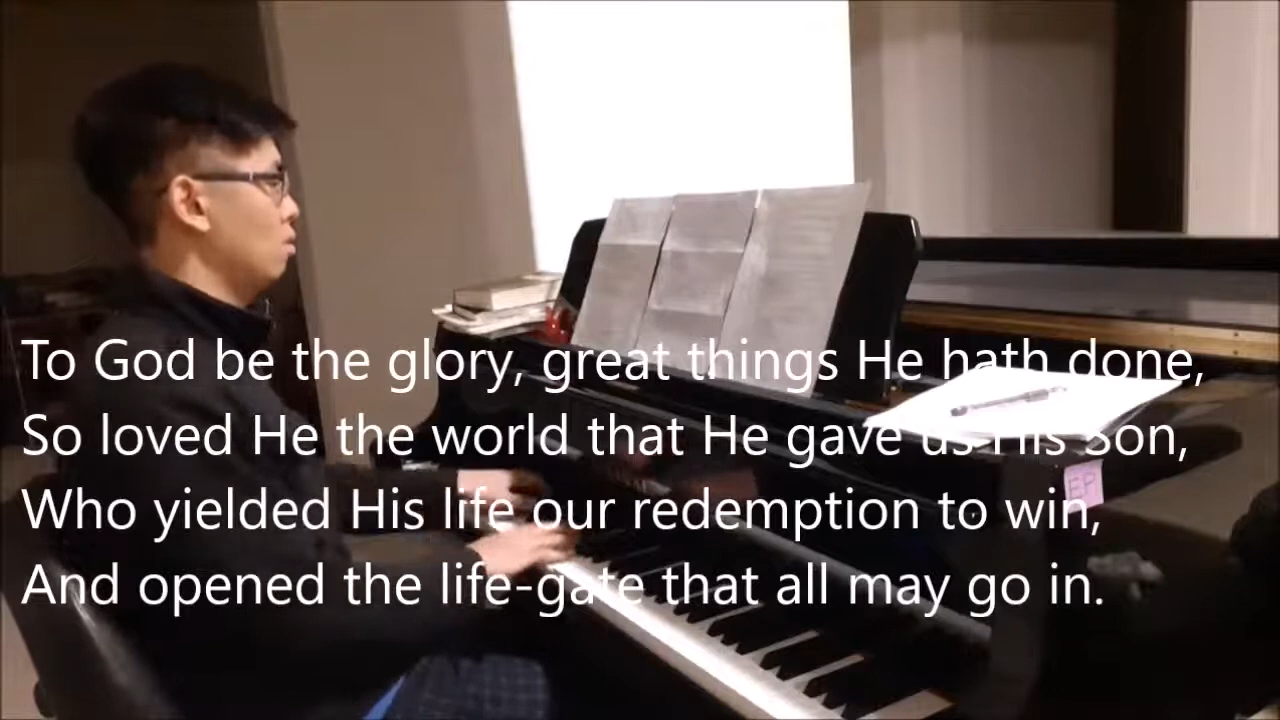 To God be the glory, great things He hath done,
So loved He the world that He gave us His Son,
Who yielded His life our redemption to win,
And opened the life-gate that all may go in.
EP